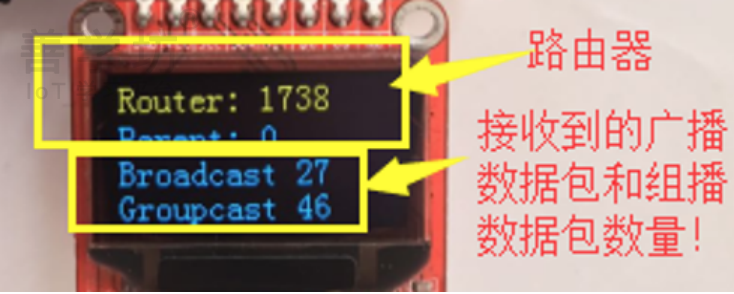 Router: 1738
Parent: 0
Broadcast 27
Groupcast 46
路由器
接收到的广播
数据包和组播
数据包数量!